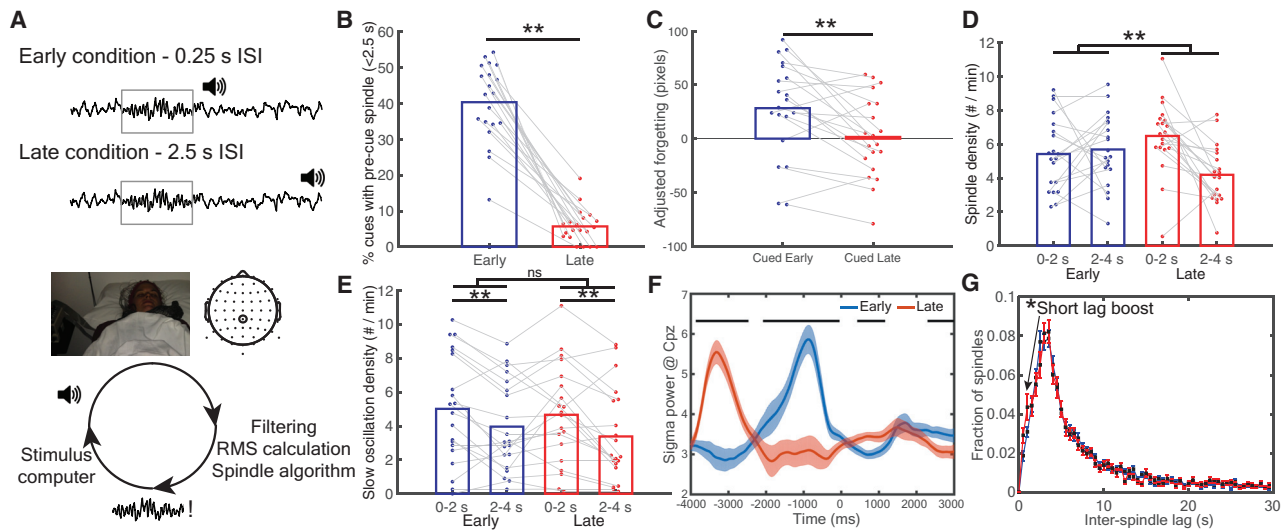 A
Early condition - 0.25 s ISI
Late condition - 2.5 s ISI
Stimulus
computer
Filtering
RMS calculation
Spindle algorithm
!
B
% cues with pre-cue spindle (<2.5 s)
60
50
40
30
20
10
0
**
Early
Late
C
Adjusted forgetting (pixels)
100
50
0
-50
-100
**
Cued Early
Cued Late
D
Spindle density (# / min)
12
10
8
6
4
2
0
**
0-2 s
2-4 s
0-2 s
2-4 s
Early
Late
E
Slow oscillation density (# / min)
12
10
8
6
4
2
0
ns
**
**
0-2 s
2-4 s
0-2 s
2-4 s
Early
Late
F
Sigma power @ Cpz
7
6
5
4
3
2
Early
Late
-4000
-3000
-2000
-1000
0
1000
2000
3000
Time (ms)
G
Fraction of spindles
0.1
0.08
0.06
0.04
0.02
0
*Short lag boost
0
10
20
30
Inter-spindle lag (s)